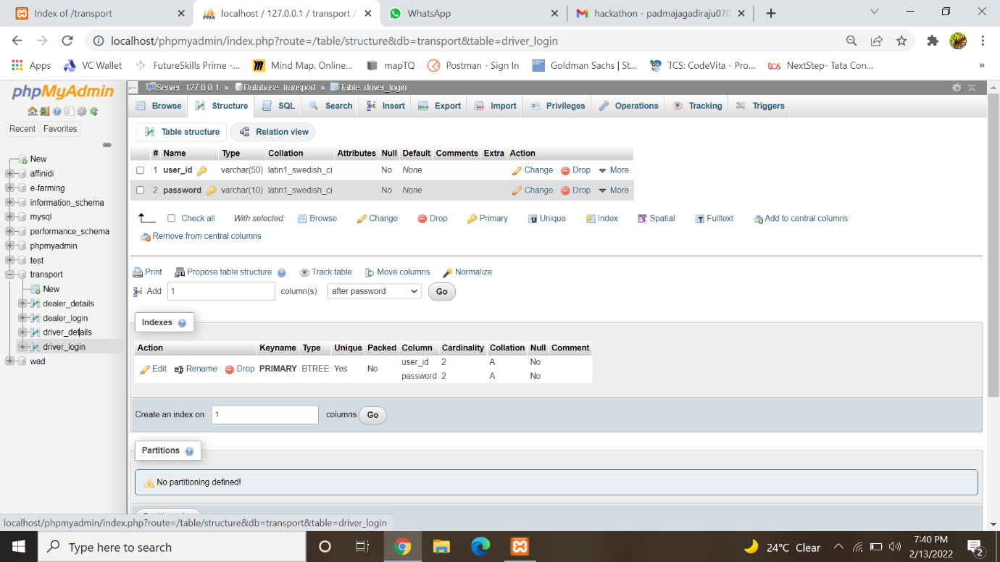 Index of /transport
localhost / 127.0.0.1 / transport /
WhatsApp
hackathon - padmajagadiraju070
localhost/phpmyadmin/index.php?route=/table/structure&db=transport&table=driver_login
Apps VC Wallet FutureSkills Prime -... Mind Map, Online... mapTQ Postman - Sign In Goldman Sachs | St... TCS: CodeVita - Pro... tcs NextStep- Tata Con... »
phpMyAdmin
Recent Favorites
New
affinidi
e-farming
information_schema
mysql
performance_schema
phpmyadmin
test
transport
New
dealer_details
dealer_login
driver_details
driver_login
wad
Server: 127.0.0.1 » Database: transport » Table: driver_login
Browse Structure SQL Search Insert Export Import Privileges Operations Tracking Triggers
Table structure Relation view
# Name Type Collation Attributes Null Default Comments Extra Action
1 user_id varchar(50) latin1_swedish_ci No None Change Drop More
2 password varchar(10) latin1_swedish_ci No None Change Drop More
Check all With selected: Browse Change Drop Primary Unique Index Spatial Fulltext Add to central columns
Remove from central columns
Print Propose table structure Track table Move columns Normalize
Add 1 column(s) after password Go
Indexes
Action Keyname Type Unique Packed Column Cardinality Collation Null Comment
Edit Rename Drop PRIMARY BTREE Yes No user_id 2 A No
password 2 A No
Create an index on 1 columns Go
Partitions
No partitioning defined!
localhost/phpmyadmin/index.php?route=/table/structure&db=transport&table=driver_login
Type here to search
24°C Clear
7:40 PM
2/13/2022
2